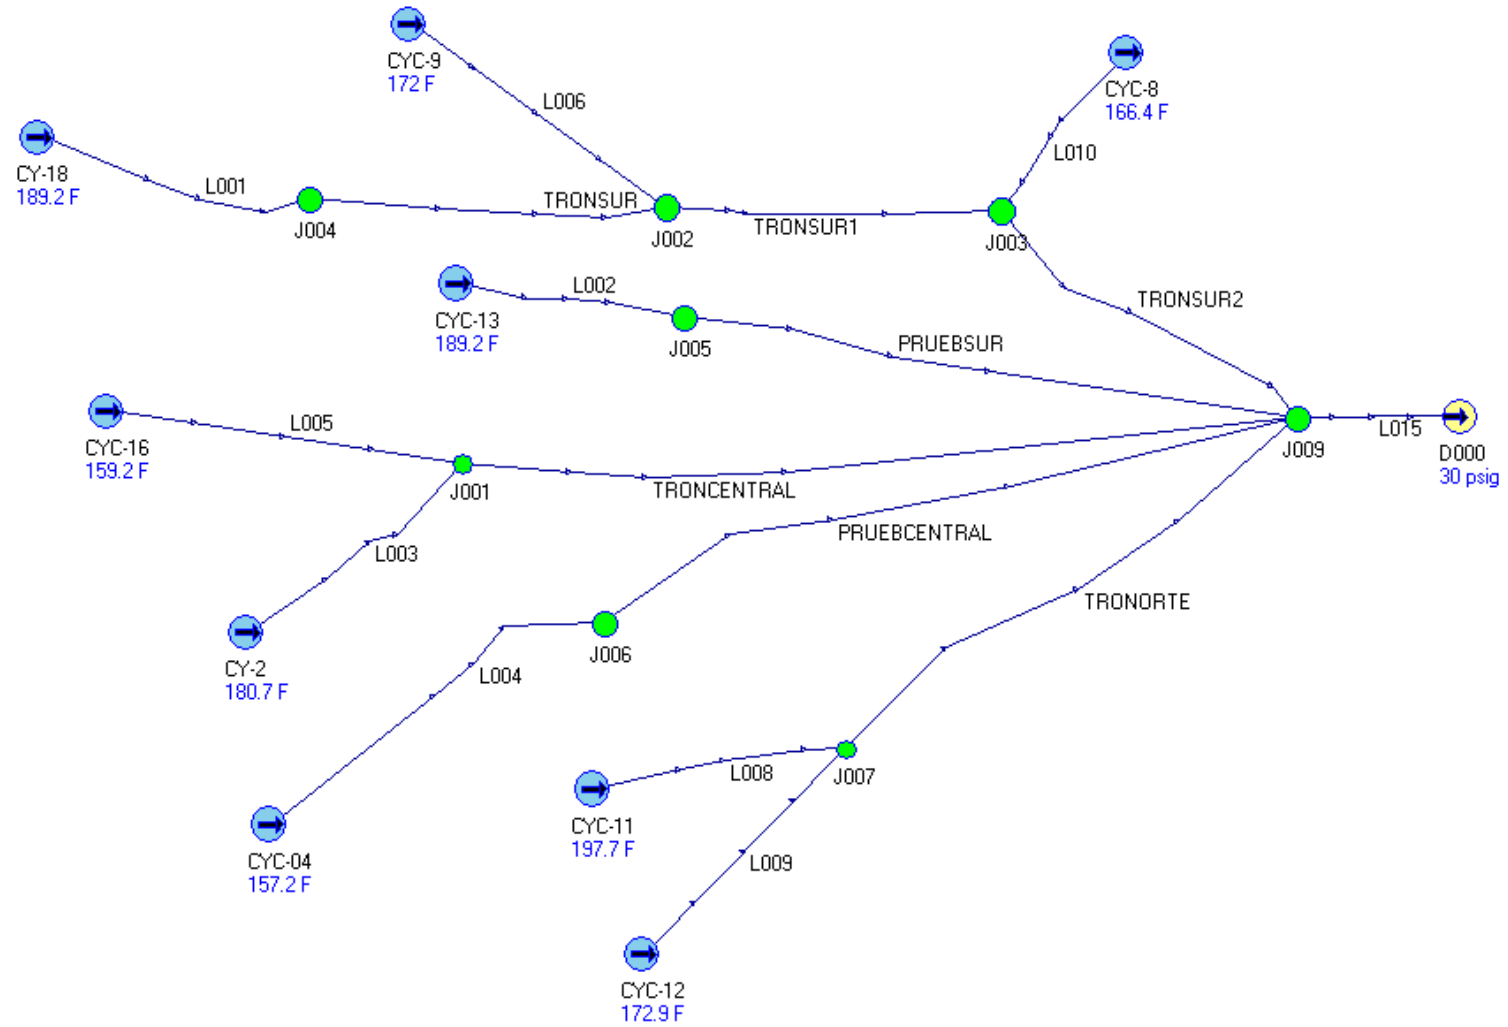 CYC-9
172 F
CYC-8
166.4 F
L006
L010
CY-18
189.2 F
L001
J004
TRONSUR
J002
TRONSUR1
J003
L002
CYC-13
189.2 F
J005
PRUEBSUR
TRONSUR2
CYC-16
159.2 F
L005
J001
TRONCENTRAL
J009
L015
D000
30 psig
L003
PRUEBCENTRAL
CY-2
180.7 F
J006
L004
TRONORTE
CYC-04
157.2 F
L008
J007
CYC-11
197.7 F
L009
CYC-12
172.9 F